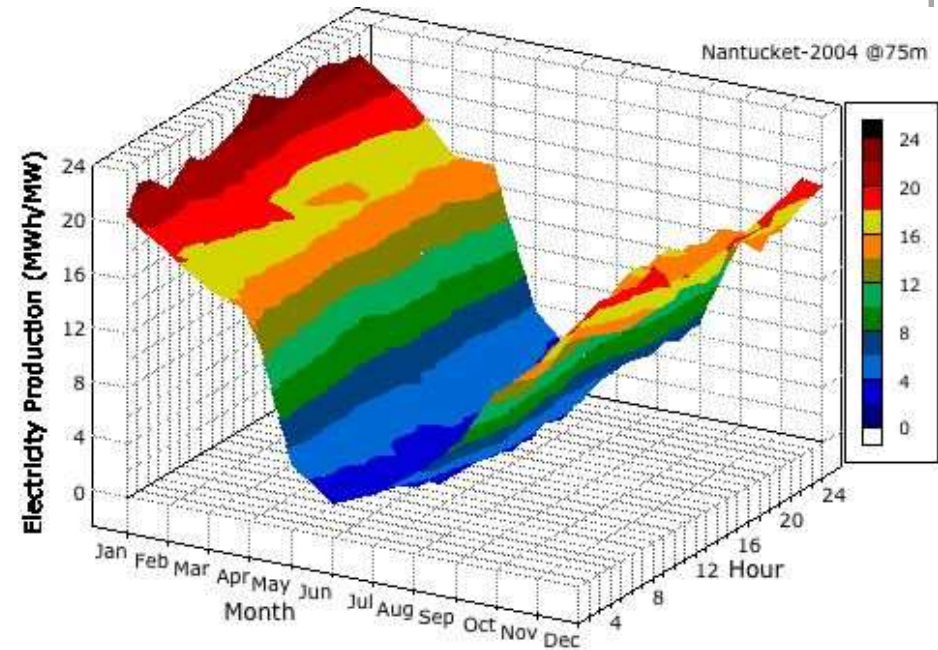 Nantucket-2004 @75m
Electricity Production (MWh/MW)
24
20
16
12
8
4
0
24
20
16
12
8
4
0
Jan Feb Mar Apr May Jun Jul Aug Sep Oct Nov Dec
Month
4 8 12 16 20 24
Hour